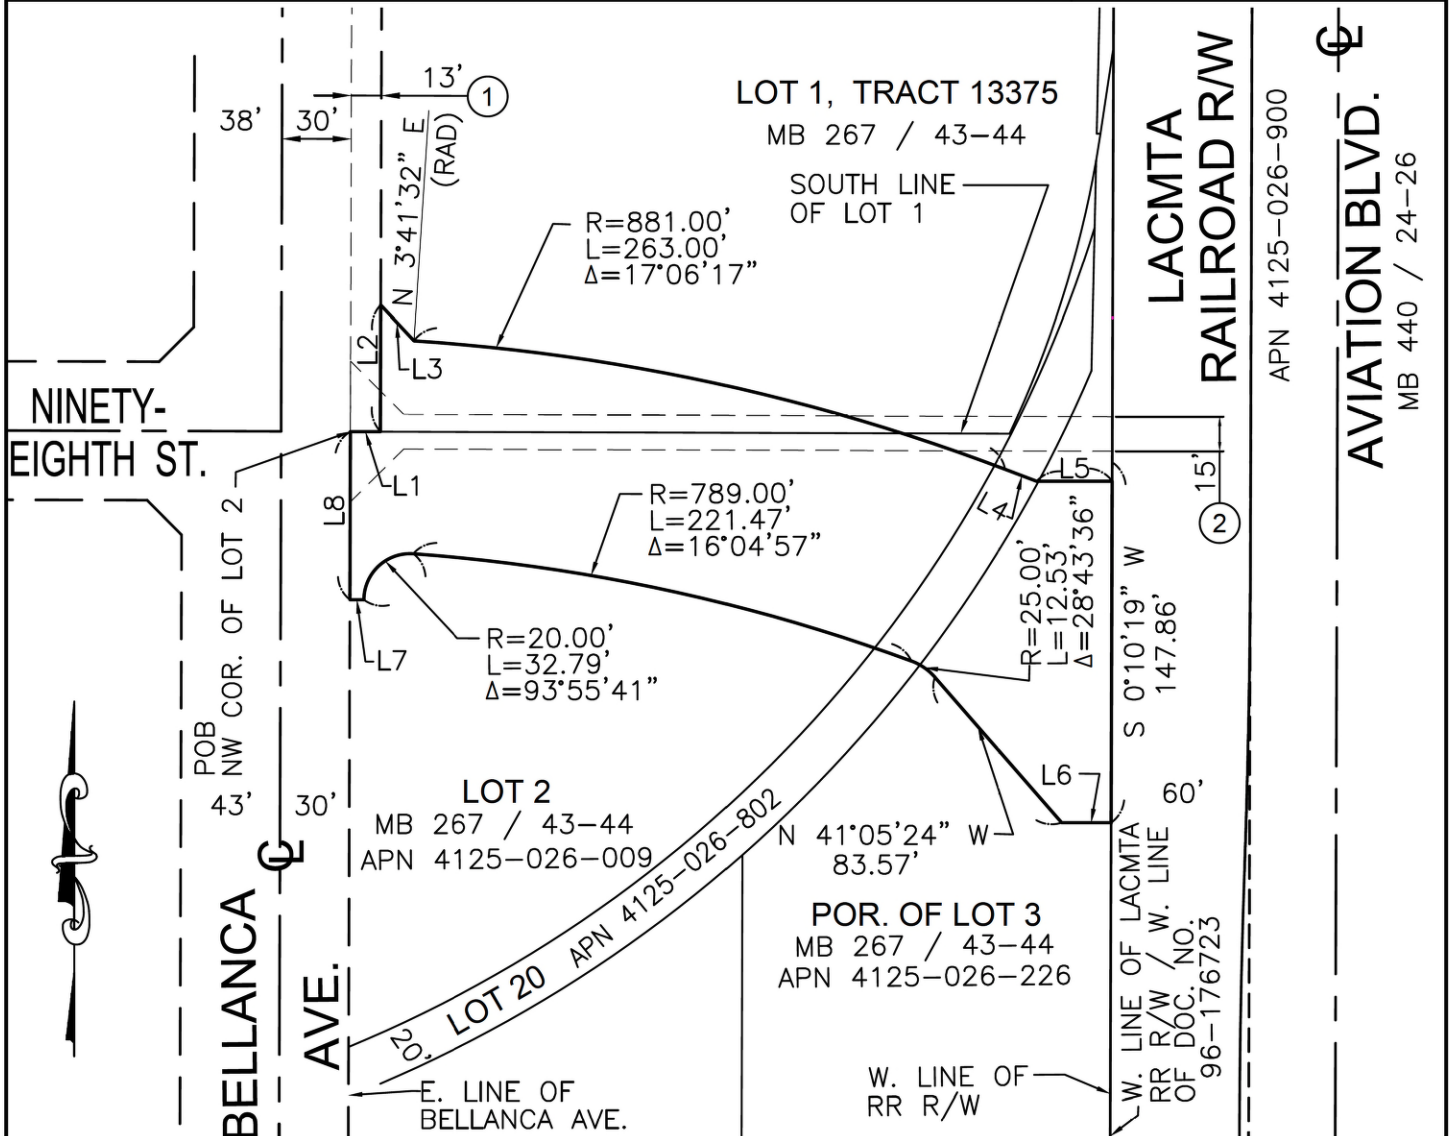 13'
1
38'
30'
N 3°41'32" E
(RAD)
LOT 1, TRACT 13375
MB 267 / 43-44
SOUTH LINE
OF LOT 1
R=881.00'
L=263.00'
Δ=17°06'17"
LACMTA
RAILROAD R/W
APN 4125-026-900
℄
AVIATION BLVD.
MB 440 / 24-26
L2
L3
NINETY-
EIGHTH ST.
L1
L8
POB
NW COR. OF LOT 2
R=789.00'
L=221.47'
Δ=16°04'57"
L4
L5
15'
2
R=25.00'
L=12.53'
Δ=28°43'36"
S 0°10'19" W
147.86'
L7
R=20.00'
L=32.79'
Δ=93°55'41"
43'
30'
LOT 2
MB 267 / 43-44
APN 4125-026-009
L6
60'
N 41°05'24" W
83.57'
℄
BELLANCA
AVE.
LOT 20 APN 4125-026-802
20'
POR. OF LOT 3
MB 267 / 43-44
APN 4125-026-226
W. LINE OF LACMTA
RR R/W / W. LINE
OF DOC. NO.
96-176723
E. LINE OF
BELLANCA AVE.
W. LINE OF
RR R/W